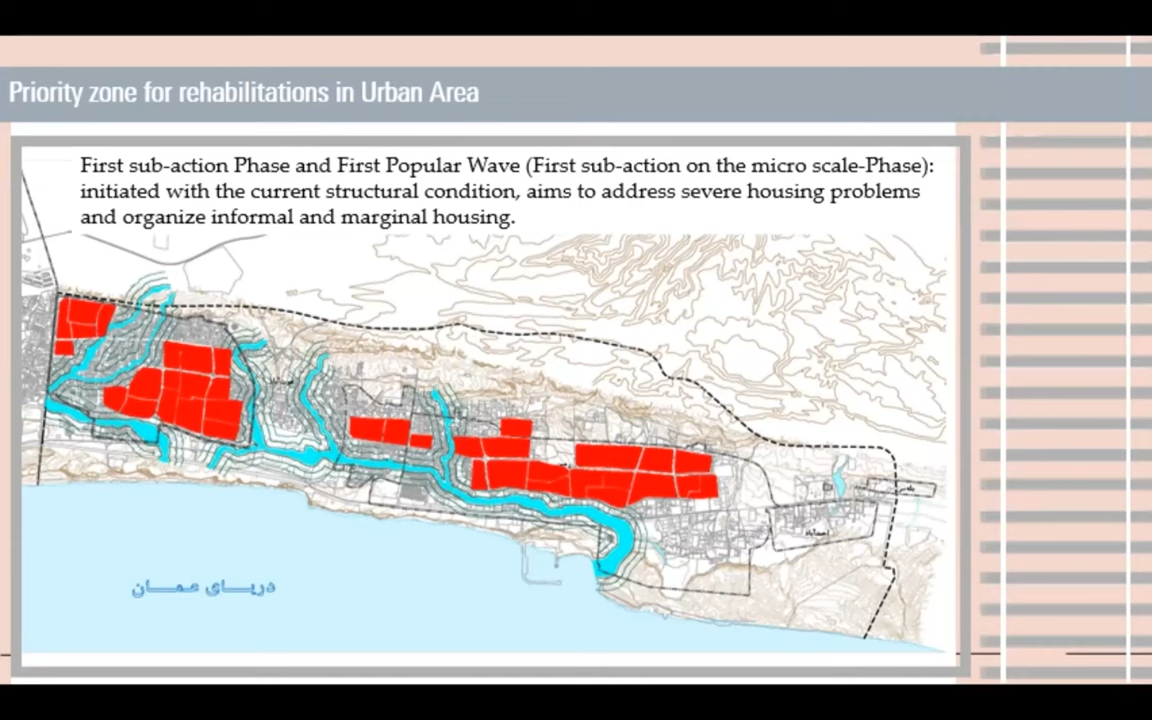 Priority zone for rehabilitations in Urban Area
First sub-action Phase and First Popular Wave (First sub-action on the micro scale-Phase):
initiated with the current structural condition, aims to address severe housing problems
and organize informal and marginal housing.
دریـــای عمــــان